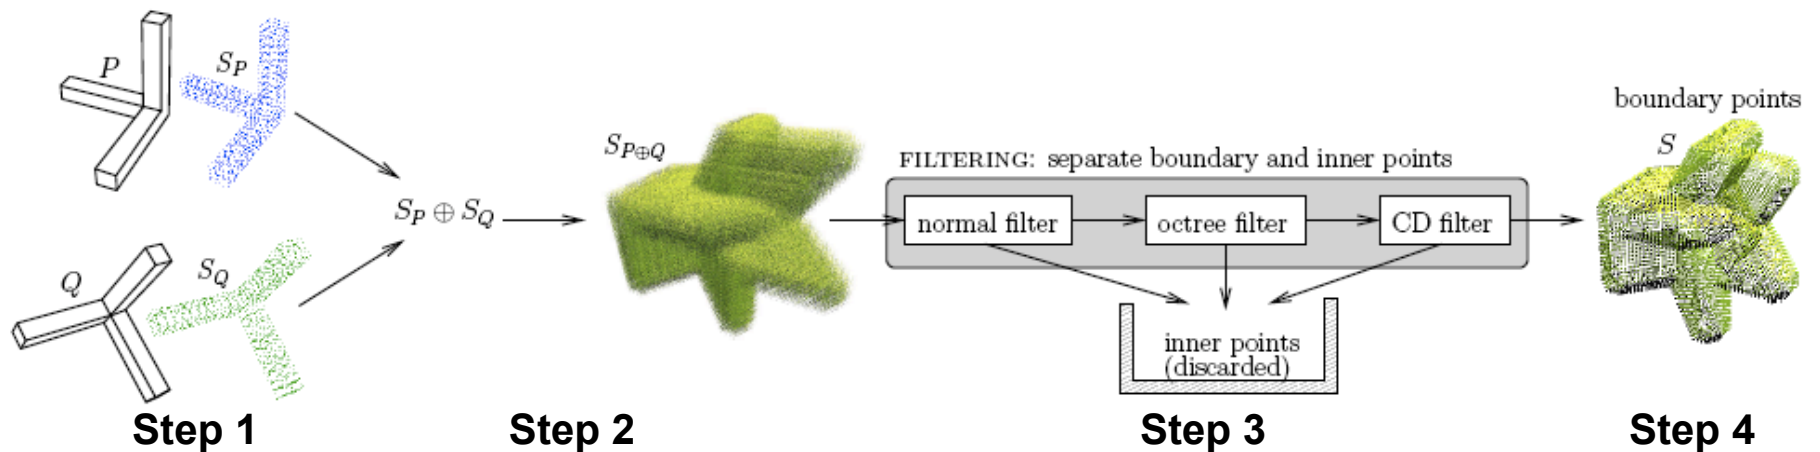 P
S_P
Q
S_Q
S_P ⊕ S_Q
S_{P⊕Q}
FILTERING: separate boundary and inner points
normal filter
octree filter
CD filter
inner points
(discarded)
boundary points
S
Step 1
Step 2
Step 3
Step 4